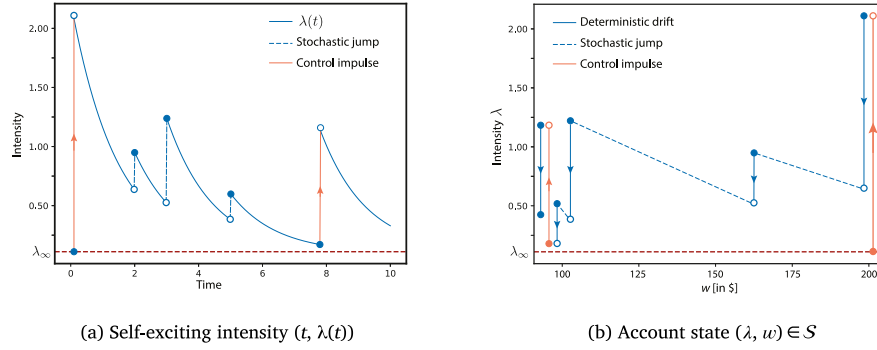 2.00
1.50
1.00
0.50
λ∞
Intensity
0
2
4
6
8
10
Time
λ(t)
Stochastic jump
Control impulse
(a) Self-exciting intensity (t, λ(t))
2.00
1.50
1.00
0.50
λ∞
Intensity λ
100
125
150
175
200
w [in $]
Deterministic drift
Stochastic jump
Control impulse
(b) Account state (λ, w) ∈ S